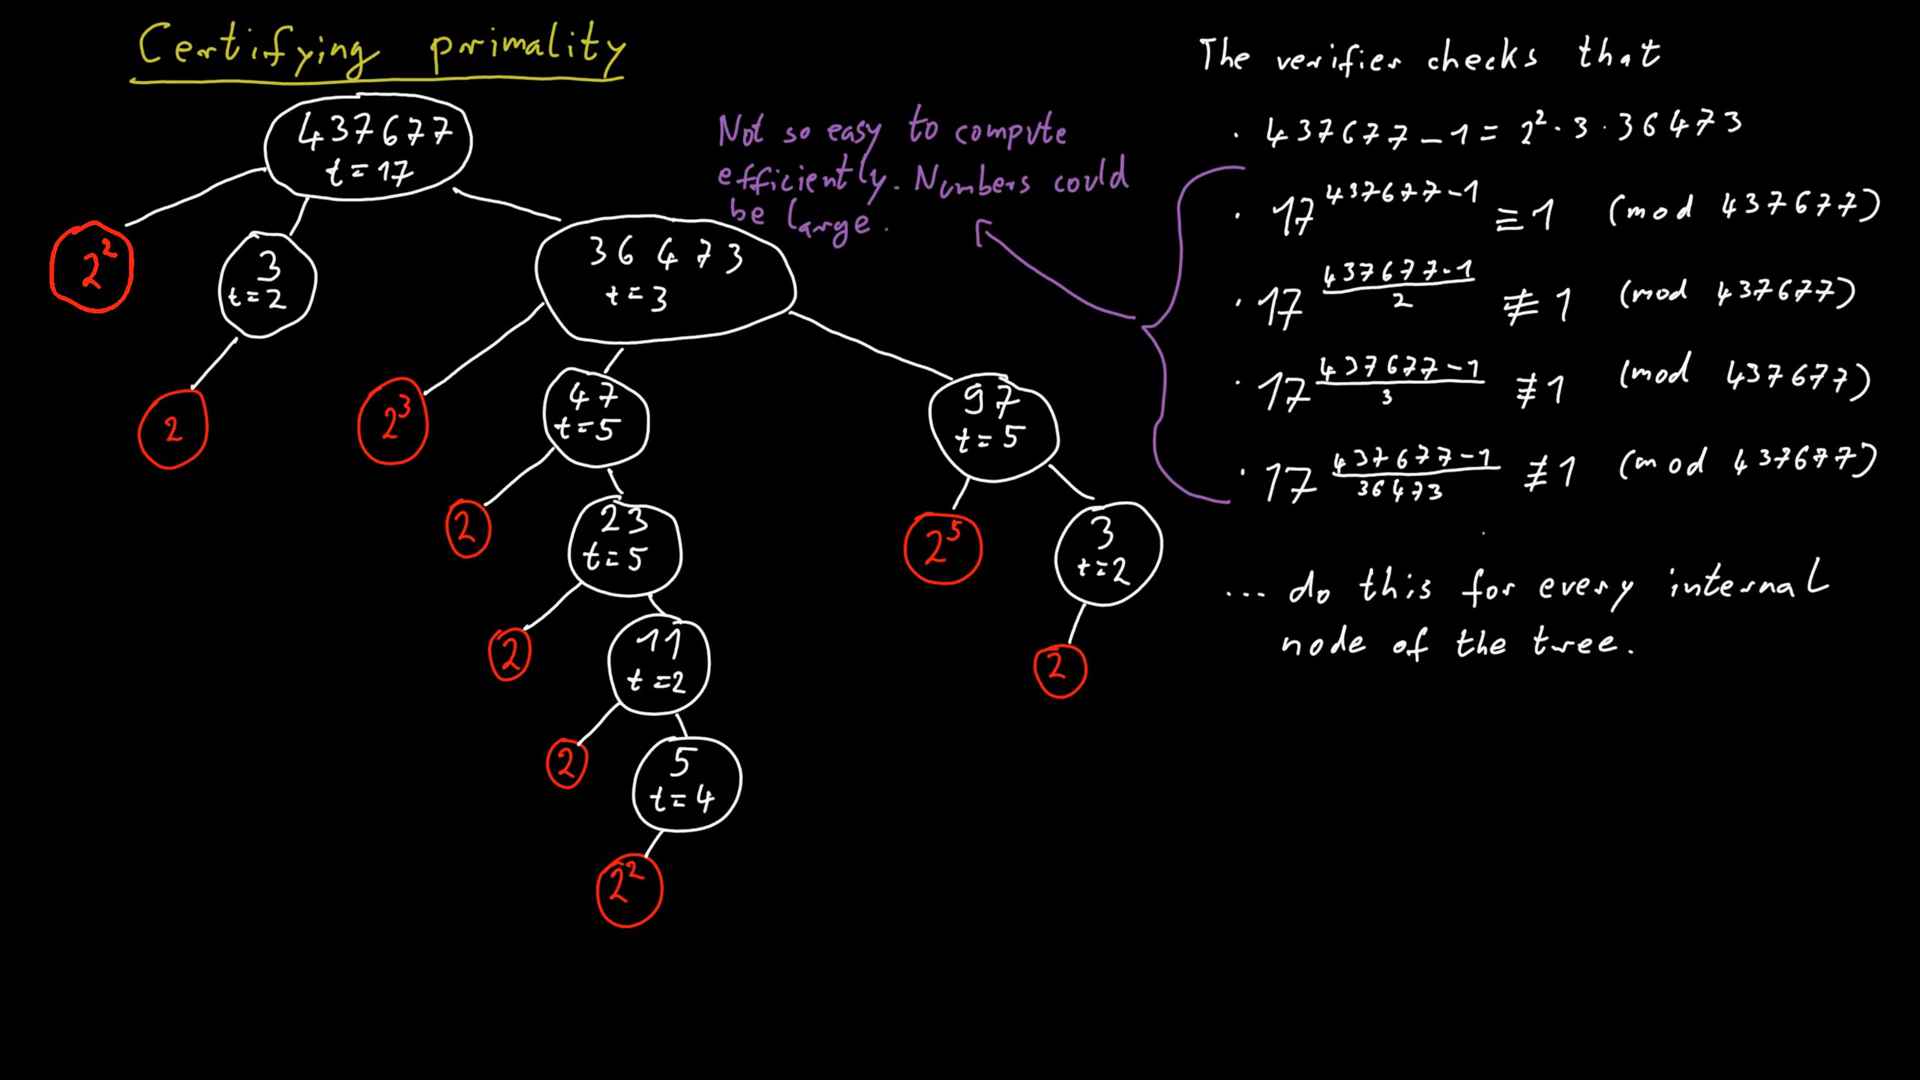 Certifying primality
437677
t=17
2²
3
t=2
2
36473
t=3
2³
47
t=5
2
23
t=5
2
11
t=2
2
5
t=4
2²
97
t=5
2⁵
3
t=2
2
Not so easy to compute
efficiently. Numbers could
be large.
The verifier checks that
· 437677-1 = 2²·3·36473
· 17^(437677-1) ≡ 1 (mod 437677)
· 17^((437677-1)/2) ≢ 1 (mod 437677)
· 17^((437677-1)/3) ≢ 1 (mod 437677)
· 17^((437677-1)/36473) ≢ 1 (mod 437677)
... do this for every internal
node of the tree.